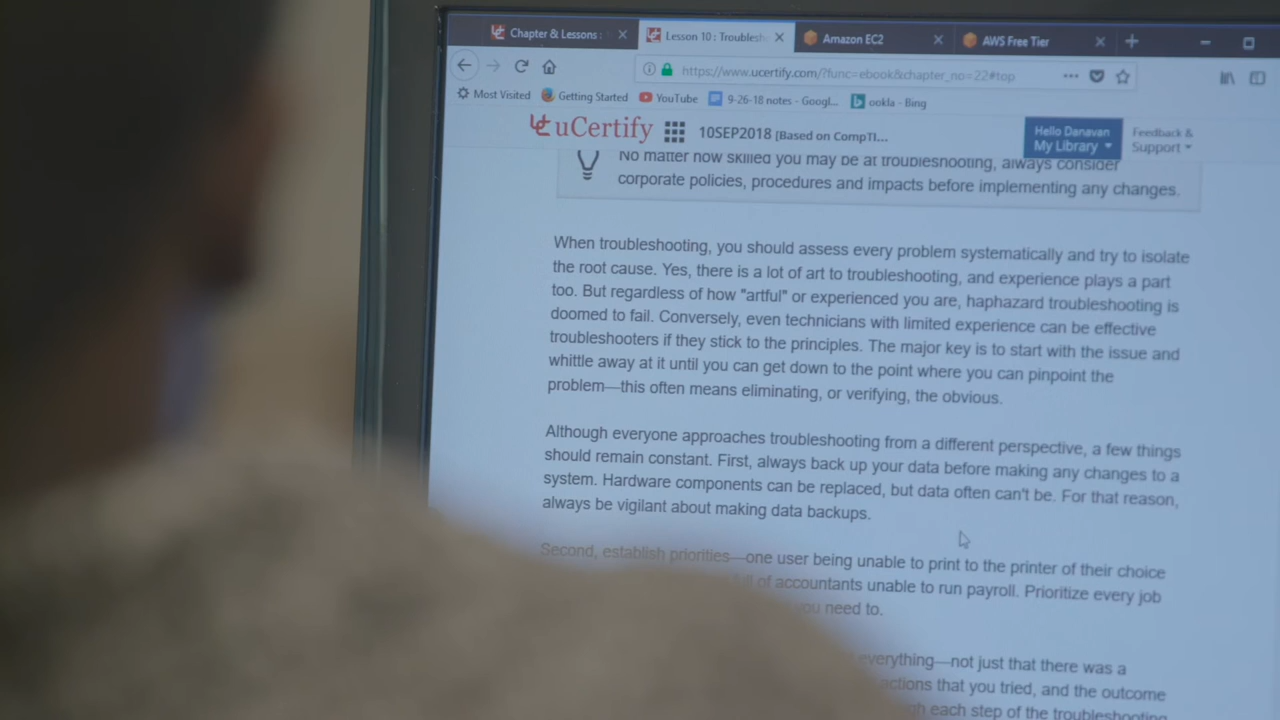 Chapter & Lessons :
Lesson 10 : Troublesh
Amazon EC2
AWS Free Tier
https://www.ucertify.com/?func=ebook&chapter_no=22#top
Most Visited
Getting Started
YouTube
9-26-18 notes - Googl...
ookla - Bing
uCertify
10SEP2018 [Based on CompTI...
Hello Danavan
My Library
Feedback &
Support
No matter how skilled you may be at troubleshooting, always consider
corporate policies, procedures and impacts before implementing any changes.
When troubleshooting, you should assess every problem systematically and try to isolate
the root cause. Yes, there is a lot of art to troubleshooting, and experience plays a part
too. But regardless of how "artful" or experienced you are, haphazard troubleshooting is
doomed to fail. Conversely, even technicians with limited experience can be effective
troubleshooters if they stick to the principles. The major key is to start with the issue and
whittle away at it until you can get down to the point where you can pinpoint the
problem—this often means eliminating, or verifying, the obvious.
Although everyone approaches troubleshooting from a different perspective, a few things
should remain constant. First, always back up your data before making any changes to a
system. Hardware components can be replaced, but data often can't be. For that reason,
always be vigilant about making data backups.
Second, establish priorities—one user being unable to print to the printer of their choice
of accountants unable to run payroll. Prioritize every job
you need to.
everything—not just that there was a
actions that you tried, and the outcome
each step of the troubleshooting